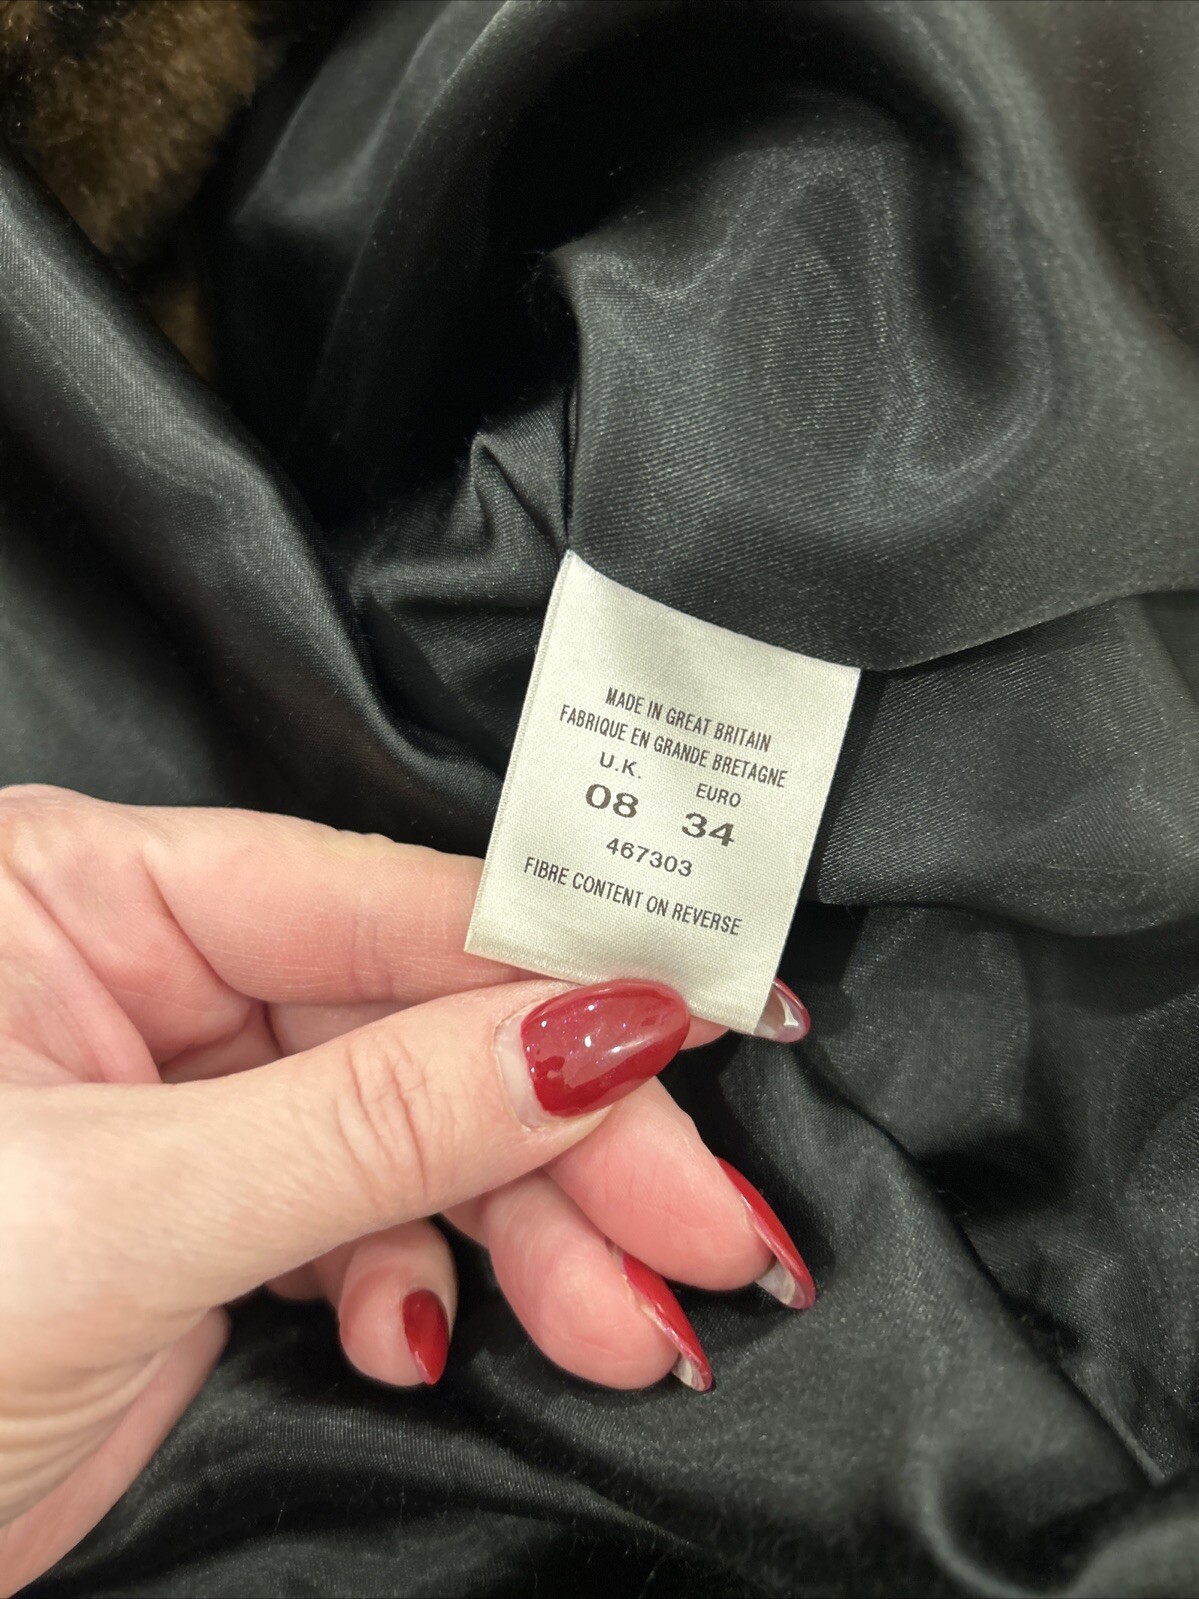 MADE IN GREAT BRITAIN
FABRIQUE EN GRANDE BRETAGNE
U.K. EURO
08 34
467303
FIBRE CONTENT ON REVERSE